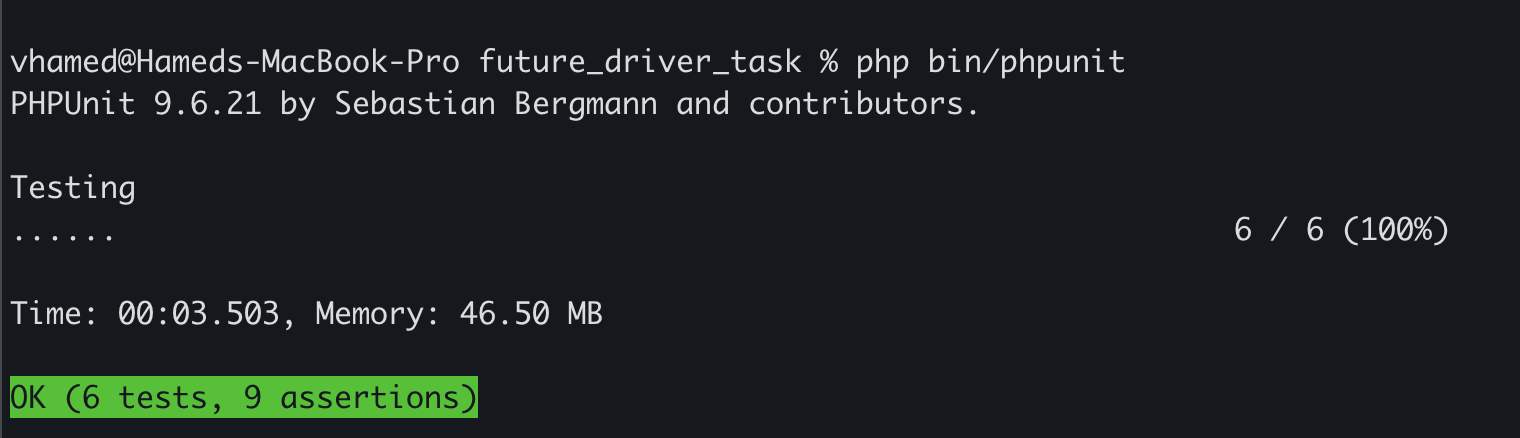 vhamed@Hameds-MacBook-Pro future_driver_task % php bin/phpunit
PHPUnit 9.6.21 by Sebastian Bergmann and contributors.
Testing
...... 6 / 6 (100%)
Time: 00:03.503, Memory: 46.50 MB
OK (6 tests, 9 assertions)